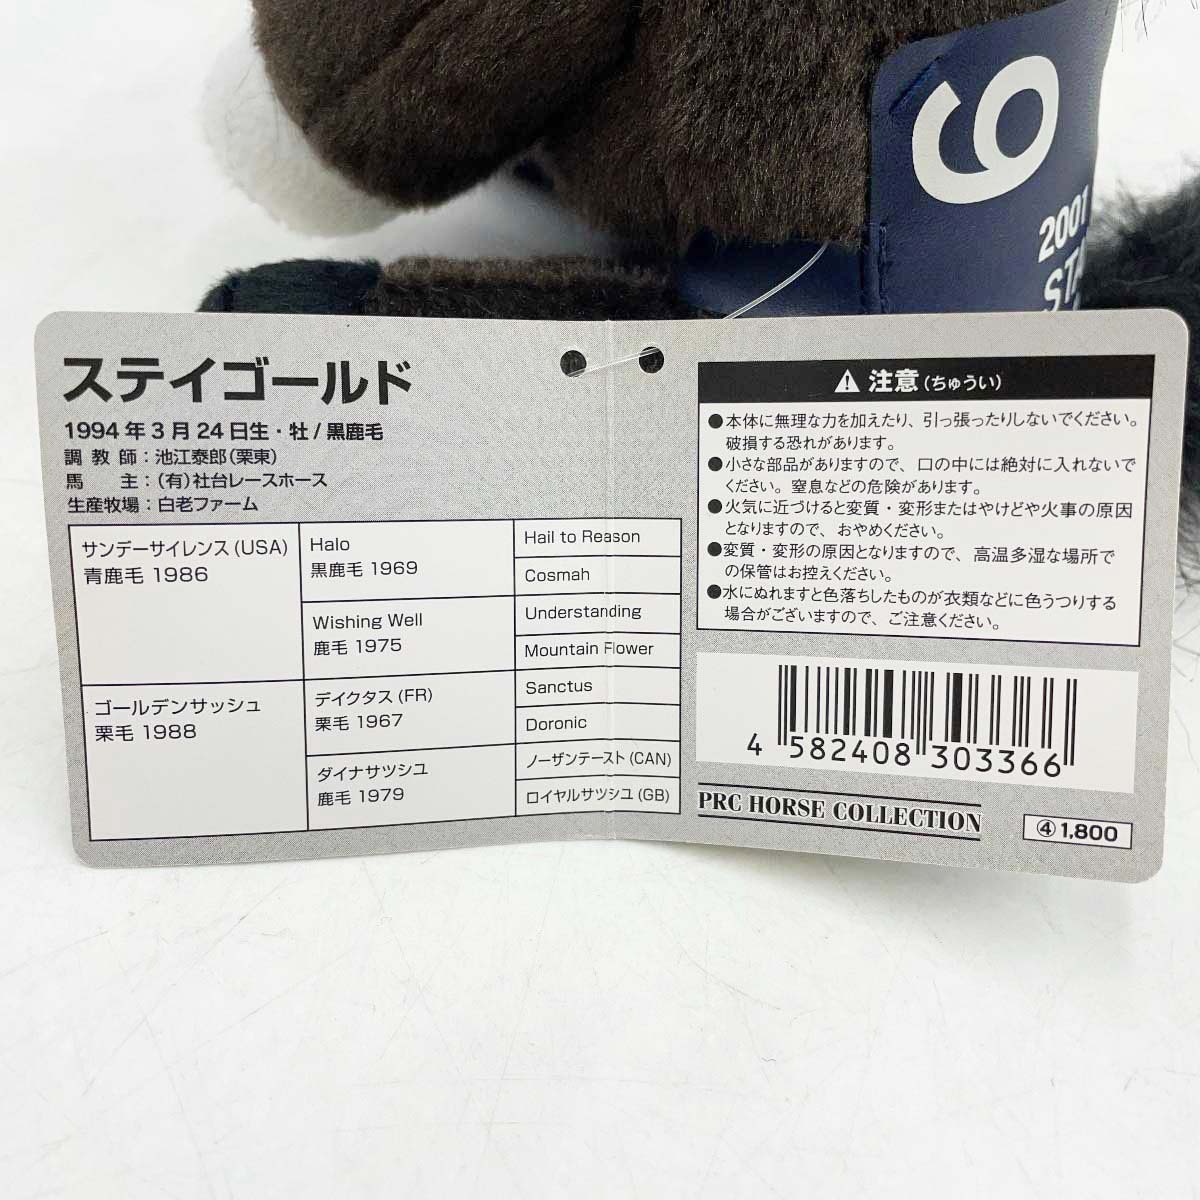 6
2001
STA
ステイゴールド
1994 年 3 月 24 日生・牡 / 黒鹿毛
調 教 師 : 池江泰郎 (栗東)
馬 主 : (有) 社台レースホース
生産牧場 : 白老ファーム
サンデーサイレンス (USA)
青鹿毛 1986
Halo
黒鹿毛 1969
Hail to Reason
Cosmah
Wishing Well
鹿毛 1975
Understanding
Mountain Flower
ゴールデンサッシュ
栗毛 1988
デイクタス (FR)
栗毛 1967
Sanctus
Doronic
ダイナサツシユ
鹿毛 1979
ノーザンテースト (CAN)
ロイヤルサツシユ (GB)
注意 (ちゅうい)
●本体に無理な力を加えたり、引っ張ったりしないでください。
破損する恐れがあります。
●小さな部品がありますので、口の中には絶対に入れないで
ください。窒息などの危険があります。
●火気に近づけると変質・変形またはやけどや火事の原因
となりますので、おやめください。
●変質・変形の原因となりますので、高温多湿な場所で
の保管はお控えください。
●水にぬれますと色落ちしたものが衣類などに色うつりする
場合がございますので、ご注意ください。
4 582408 303366
PRC HORSE COLLECTION
④ 1,800